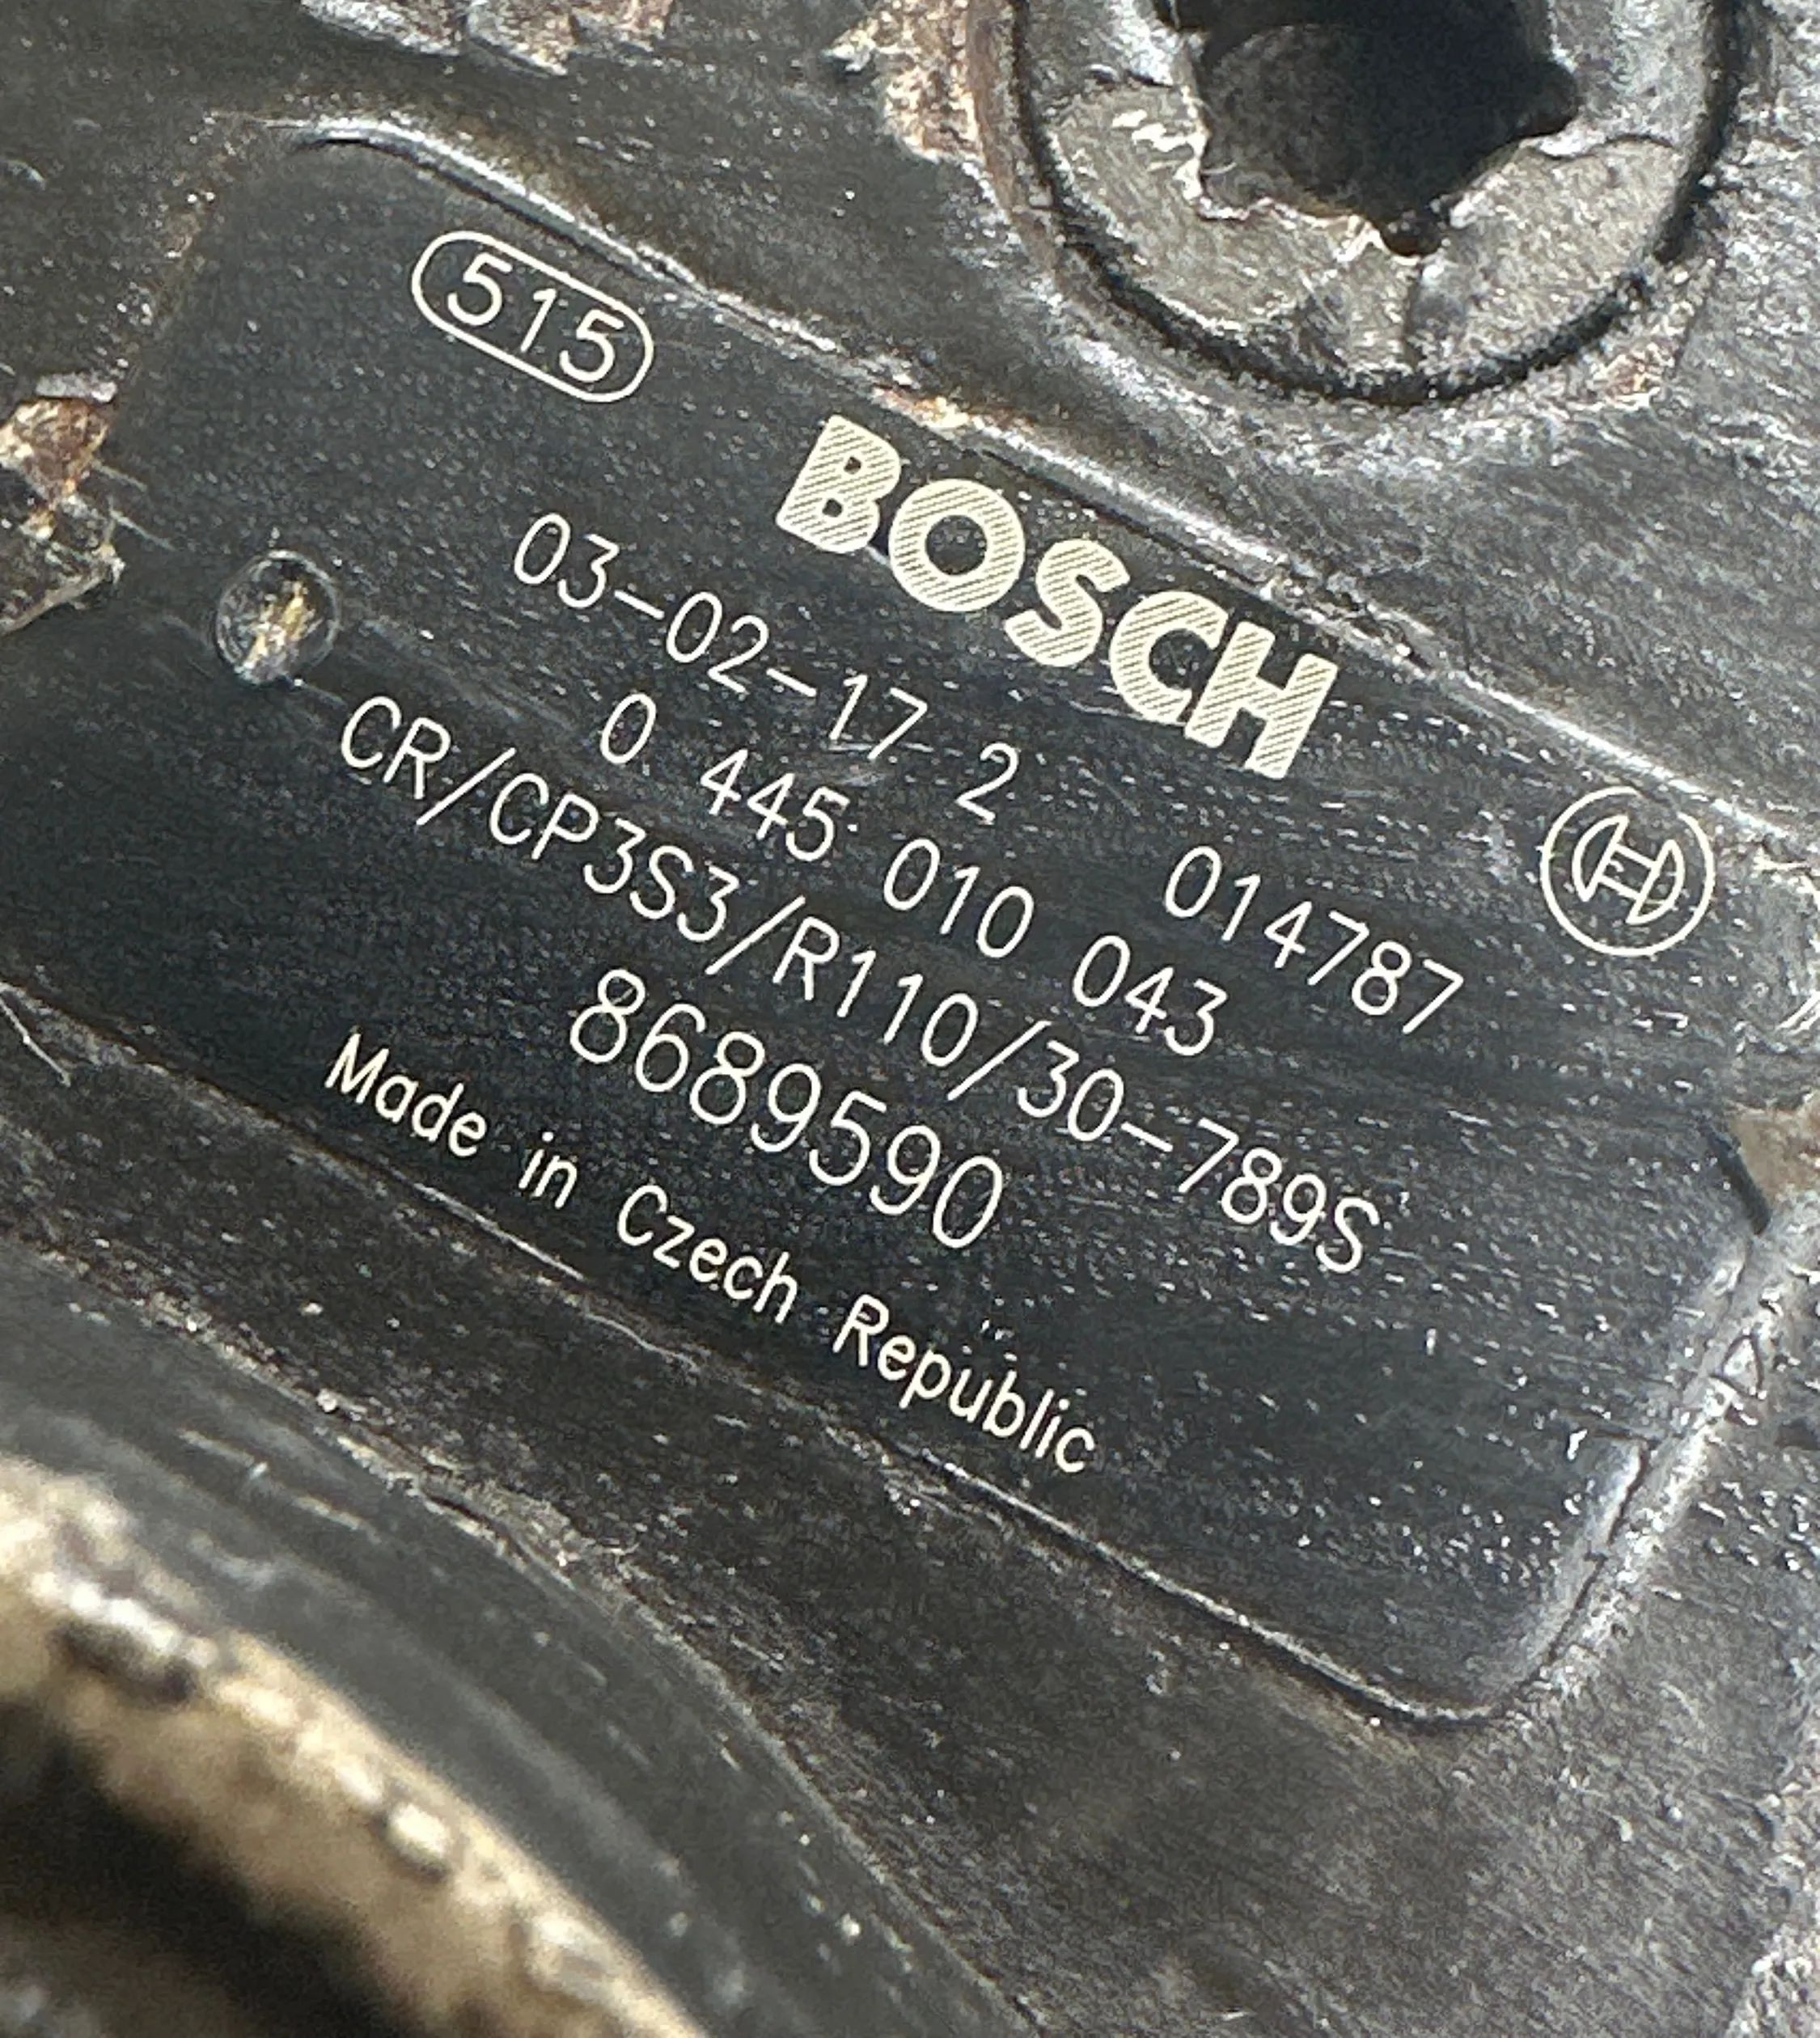 515
BOSCH
03-02-17 2 014787
0 445 010 043
CR/CP3S3/R110/30-789S
8689590
Made in Czech Republic